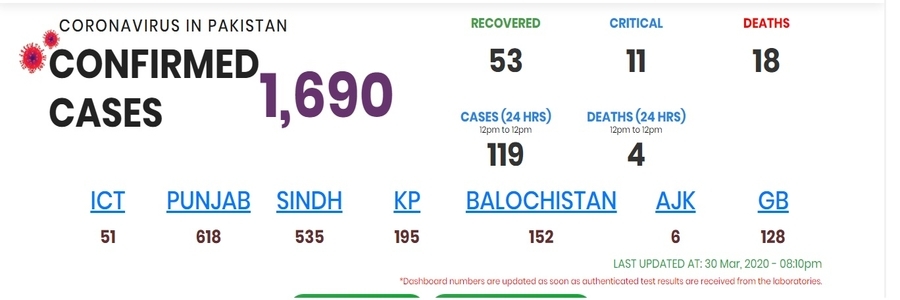 CORONAVIRUS IN PAKISTAN
CONFIRMED
CASES
1,690
RECOVERED CRITICAL DEATHS
53 11 18
CASES (24 HRS) DEATHS (24 HRS)
12pm to 12pm 12pm to 12pm
119 4
ICT PUNJAB SINDH KP BALOCHISTAN AJK GB
51 618 535 195 152 6 128
LAST UPDATED AT: 30 Mar, 2020 - 08:10pm
*Dashboard numbers are updated as soon as authenticated test results are received from the laboratories.